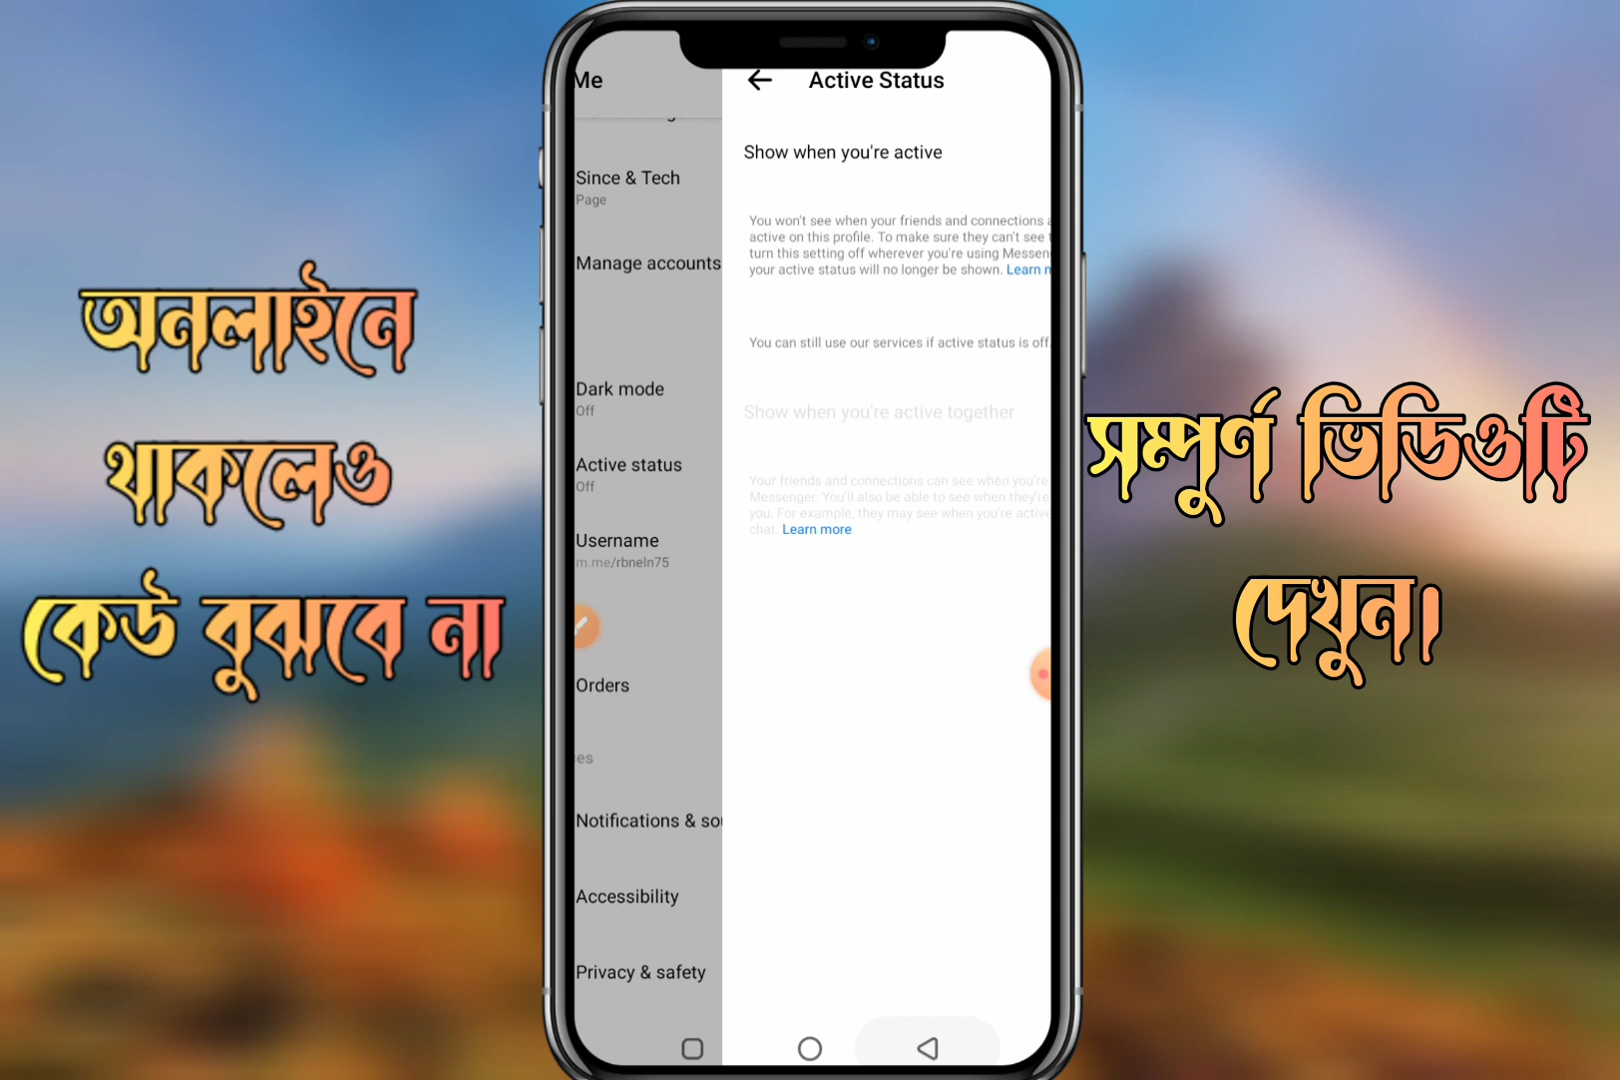 অনলাইনে
থাকলেও
কেউ বুঝবে না
Me
Since & Tech
Page
Manage accounts
Dark mode
Off
Active status
Off
Username
m.me/rbneln75
Orders
es
Notifications & sou
Accessibility
Privacy & safety
Active Status
Show when you're active
You won't see when your friends and connections a
active on this profile. To make sure they can't see
turn this setting off wherever you're using Messen
your active status will no longer be shown. Learn m
You can still use our services if active status is off.
Show when you're active together
Your friends and connections can see when you're
Messenger. You'll also be able to see when they're
you. For example, they may see when you're active
chat. Learn more
সম্পুর্ণ ভিডিওটি
দেখুন।